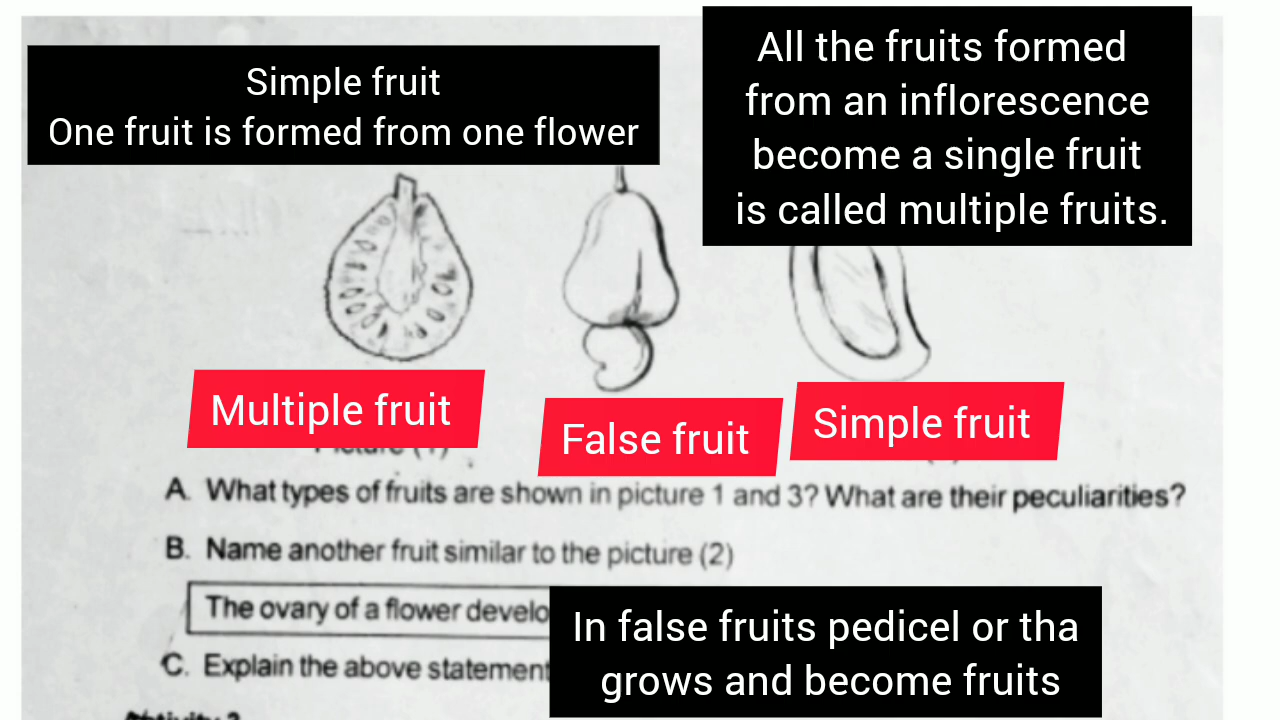 Simple fruit
One fruit is formed from one flower
All the fruits formed
from an inflorescence
become a single fruit
is called multiple fruits.
Multiple fruit
False fruit
Simple fruit
A. What types of fruits are shown in picture 1 and 3? What are their peculiarities?
B. Name another fruit similar to the picture (2)
The ovary of a flower develo
C. Explain the above statement
In false fruits pedicel or tha
grows and become fruits